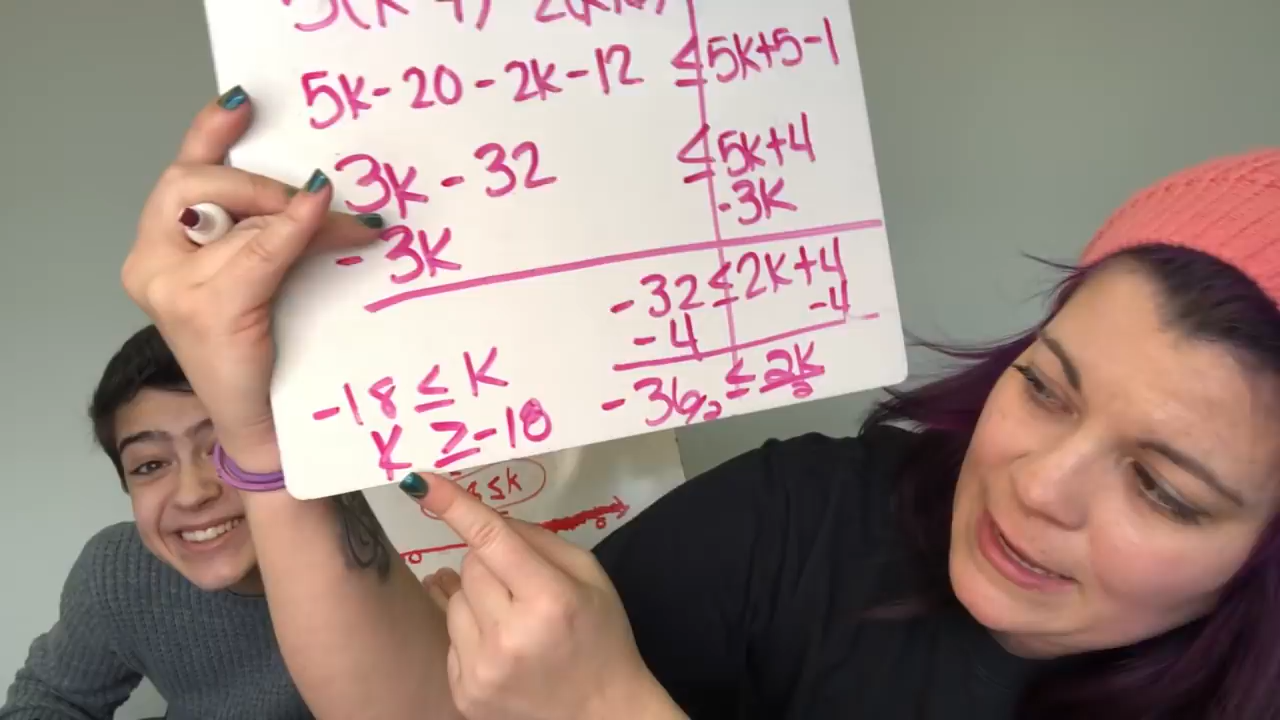 5k - 20 - 2k - 12 ≤ 5k+5-1
3k - 32 ≤ 5k+4
- 3k -3k
-32 ≤ 2k+4
- 4 -4
-36/2 ≤ 2k/2
-18 ≤ k
k ≥ -18
≤ k